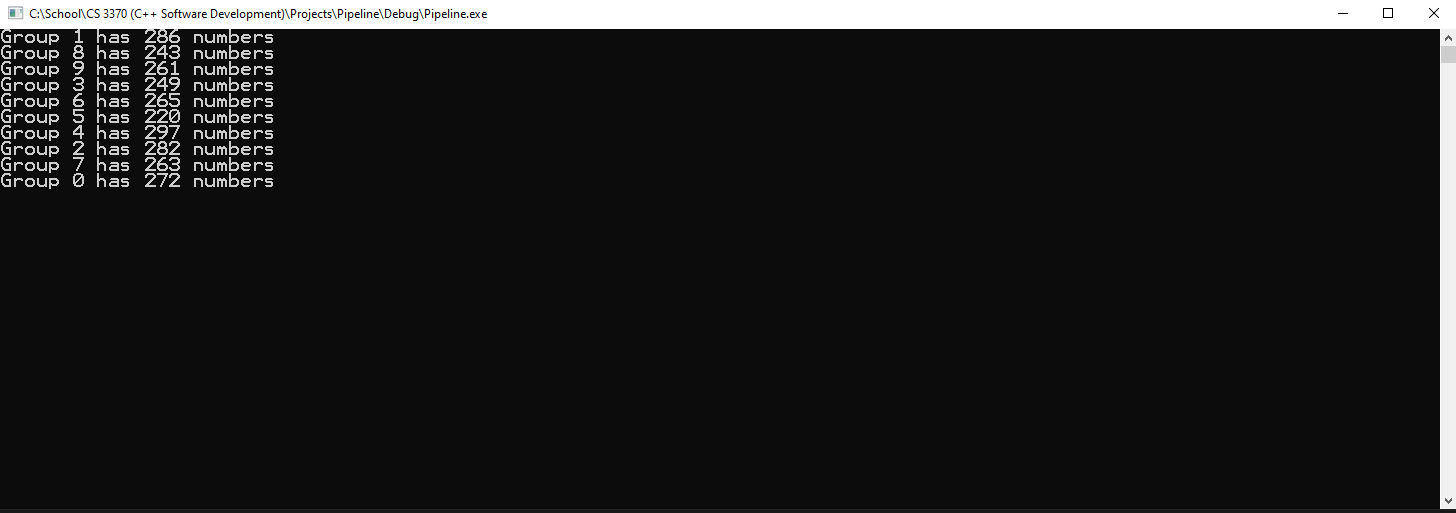 C:\School\CS 3370 (C++ Software Development)\Projects\Pipeline\Debug\Pipeline.exe
Group 1 has 286 numbers
Group 8 has 243 numbers
Group 9 has 261 numbers
Group 3 has 249 numbers
Group 6 has 265 numbers
Group 5 has 220 numbers
Group 4 has 297 numbers
Group 2 has 282 numbers
Group 7 has 263 numbers
Group 0 has 272 numbers